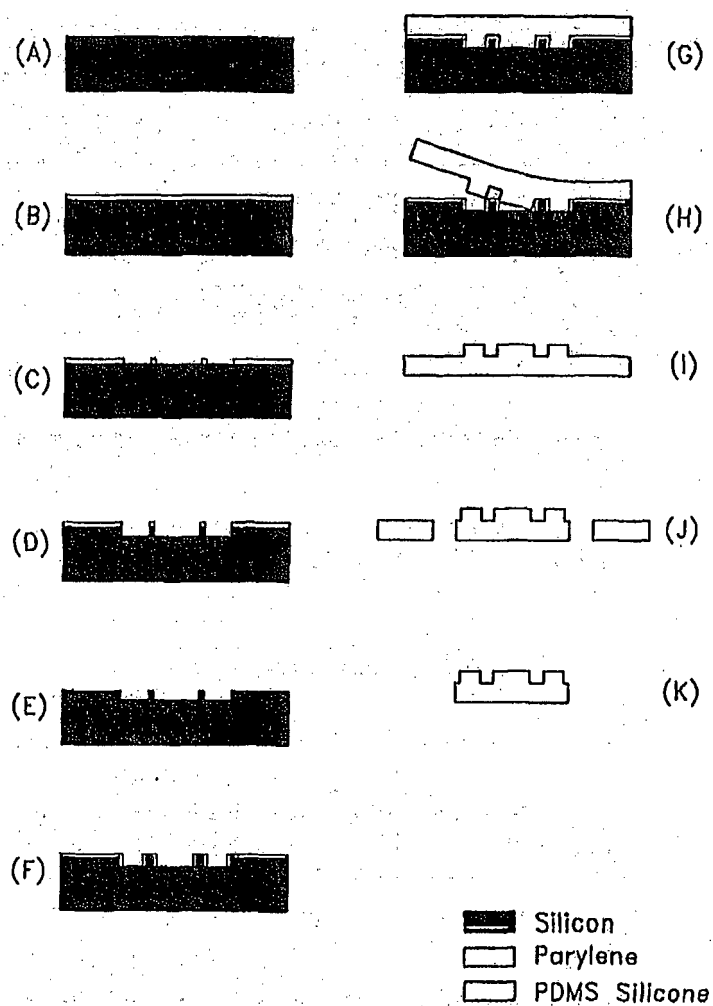 (A)
(B)
(C)
(D)
(E)
(F)
(G)
(H)
(I)
(J)
(K)
Silicon
Parylene
PDMS Silicone